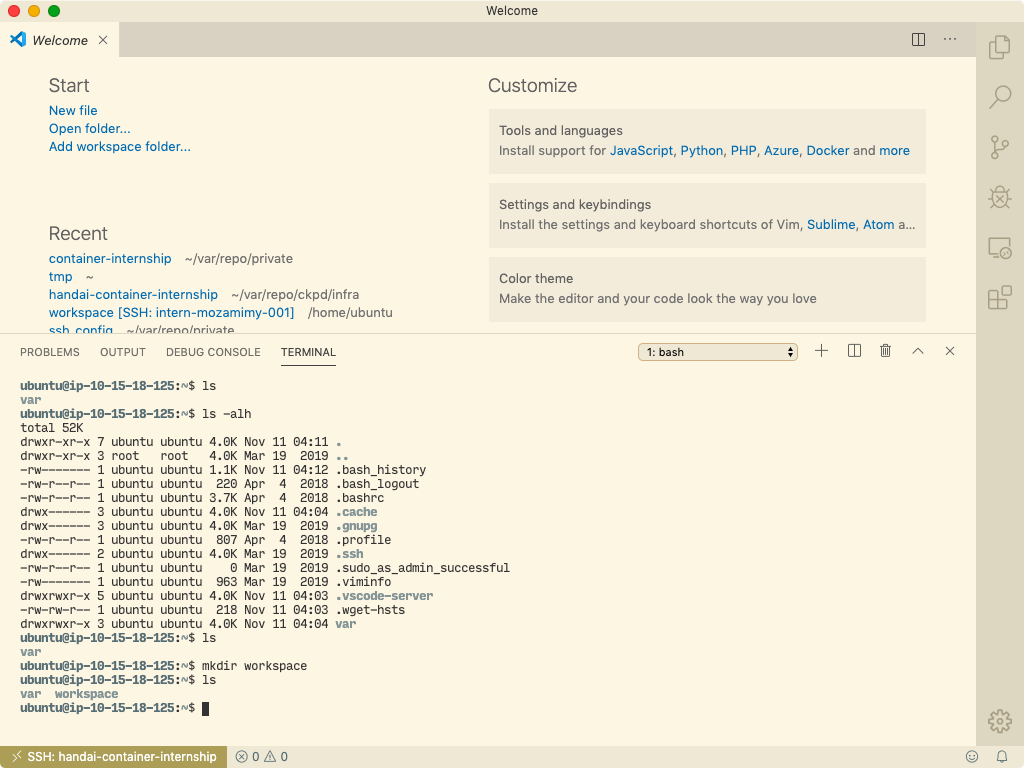 Welcome
Welcome
Start
New file
Open folder...
Add workspace folder...
Recent
container-internship ~/var/repo/private
tmp ~
handai-container-internship ~/var/repo/ckpd/infra
workspace [SSH: intern-mozamimy-001] /home/ubuntu
ssh_config ~/var/repo/private
Customize
Tools and languages
Install support for JavaScript, Python, PHP, Azure, Docker and more
Settings and keybindings
Install the settings and keyboard shortcuts of Vim, Sublime, Atom a...
Color theme
Make the editor and your code look the way you love
PROBLEMS OUTPUT DEBUG CONSOLE TERMINAL 1: bash
ubuntu@ip-10-15-18-125:~$ ls
var
ubuntu@ip-10-15-18-125:~$ ls -alh
total 52K
drwxr-xr-x 7 ubuntu ubuntu 4.0K Nov 11 04:11 .
drwxr-xr-x 3 root   root   4.0K Mar 19  2019 ..
-rw------- 1 ubuntu ubuntu 1.1K Nov 11 04:12 .bash_history
-rw-r--r-- 1 ubuntu ubuntu  220 Apr  4  2018 .bash_logout
-rw-r--r-- 1 ubuntu ubuntu 3.7K Apr  4  2018 .bashrc
drwx------ 3 ubuntu ubuntu 4.0K Nov 11 04:04 .cache
drwx------ 3 ubuntu ubuntu 4.0K Mar 19  2019 .gnupg
-rw-r--r-- 1 ubuntu ubuntu  807 Apr  4  2018 .profile
drwx------ 2 ubuntu ubuntu 4.0K Mar 19  2019 .ssh
-rw-r--r-- 1 ubuntu ubuntu    0 Mar 19  2019 .sudo_as_admin_successful
-rw------- 1 ubuntu ubuntu  963 Mar 19  2019 .viminfo
drwxrwxr-x 5 ubuntu ubuntu 4.0K Nov 11 04:03 .vscode-server
-rw-rw-r-- 1 ubuntu ubuntu  218 Nov 11 04:03 .wget-hsts
drwxrwxr-x 3 ubuntu ubuntu 4.0K Nov 11 04:04 var
ubuntu@ip-10-15-18-125:~$ ls
var
ubuntu@ip-10-15-18-125:~$ mkdir workspace
ubuntu@ip-10-15-18-125:~$ ls
var  workspace
ubuntu@ip-10-15-18-125:~$
SSH: handai-container-internship 0 0